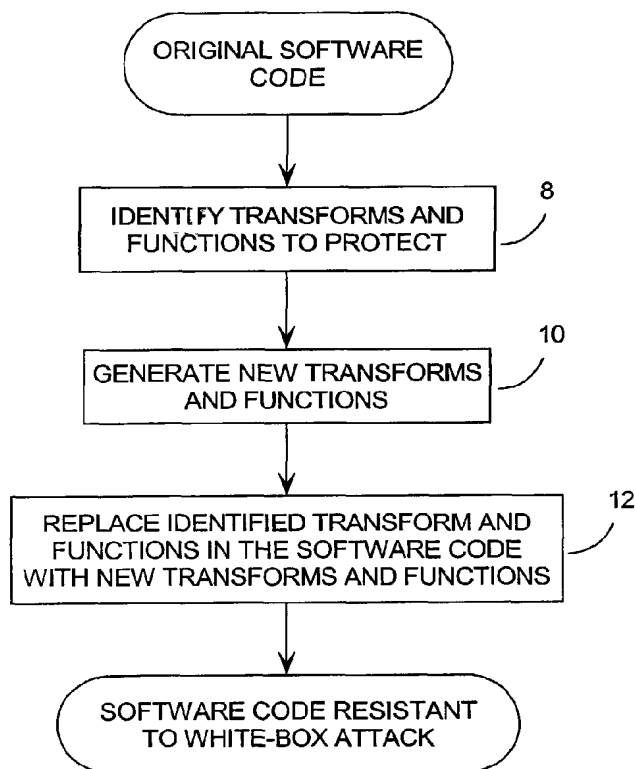 ORIGINAL SOFTWARE
CODE
8
IDENTIFY TRANSFORMS AND
FUNCTIONS TO PROTECT
10
GENERATE NEW TRANSFORMS
AND FUNCTIONS
12
REPLACE IDENTIFIED TRANSFORM AND
FUNCTIONS IN THE SOFTWARE CODE
WITH NEW TRANSFORMS AND FUNCTIONS
SOFTWARE CODE RESISTANT
TO WHITE-BOX ATTACK